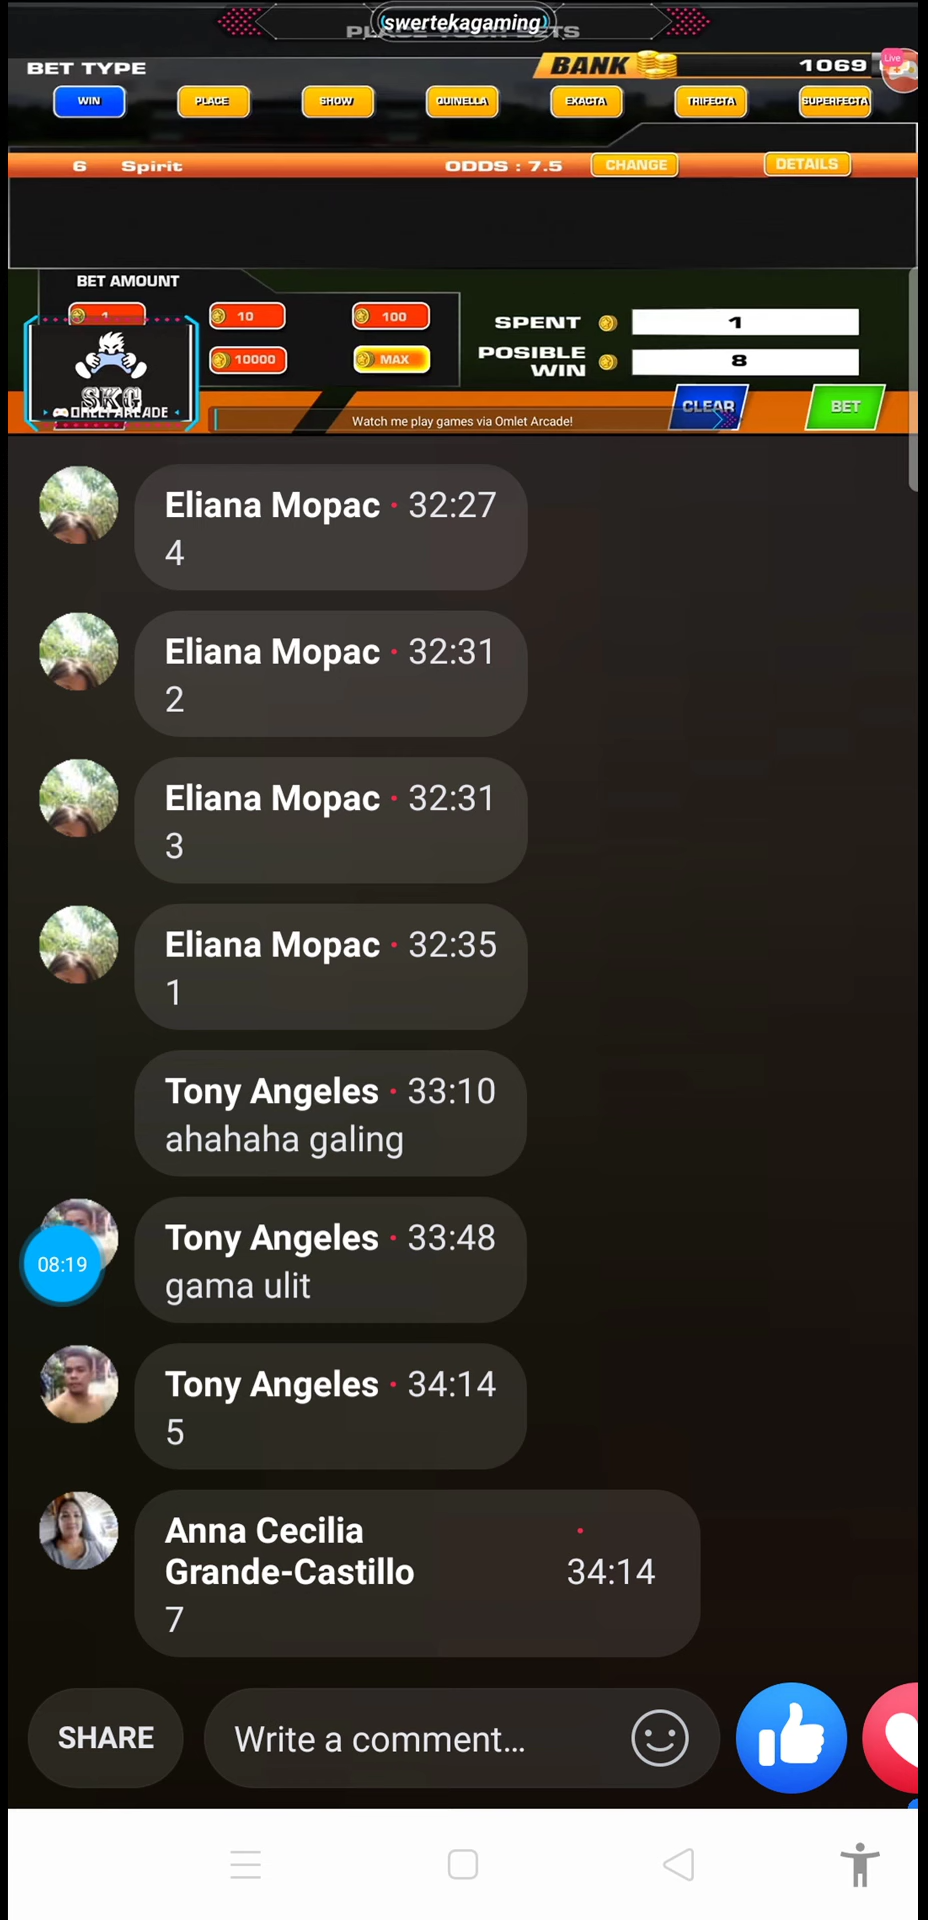 swertekagaming
PLACE YOUR BETS
BET TYPE
BANK
1069
Live
WIN
PLACE
SHOW
QUINELLA
EXACTA
TRIFECTA
SUPERFECTA
6 Spirit ODDS : 7.5 CHANGE DETAILS
BET AMOUNT
1 10 100
10000 MAX
SPENT 1
POSIBLE
WIN
8
SKG
OMLET ARCADE
Watch me play games via Omlet Arcade!
CLEAR
BET
Eliana Mopac · 32:27
4
Eliana Mopac · 32:31
2
Eliana Mopac · 32:31
3
Eliana Mopac · 32:35
1
Tony Angeles · 33:10
ahahaha galing
Tony Angeles · 33:48
08:19
gama ulit
Tony Angeles · 34:14
5
Anna Cecilia ·
Grande-Castillo 34:14
7
SHARE
Write a comment...